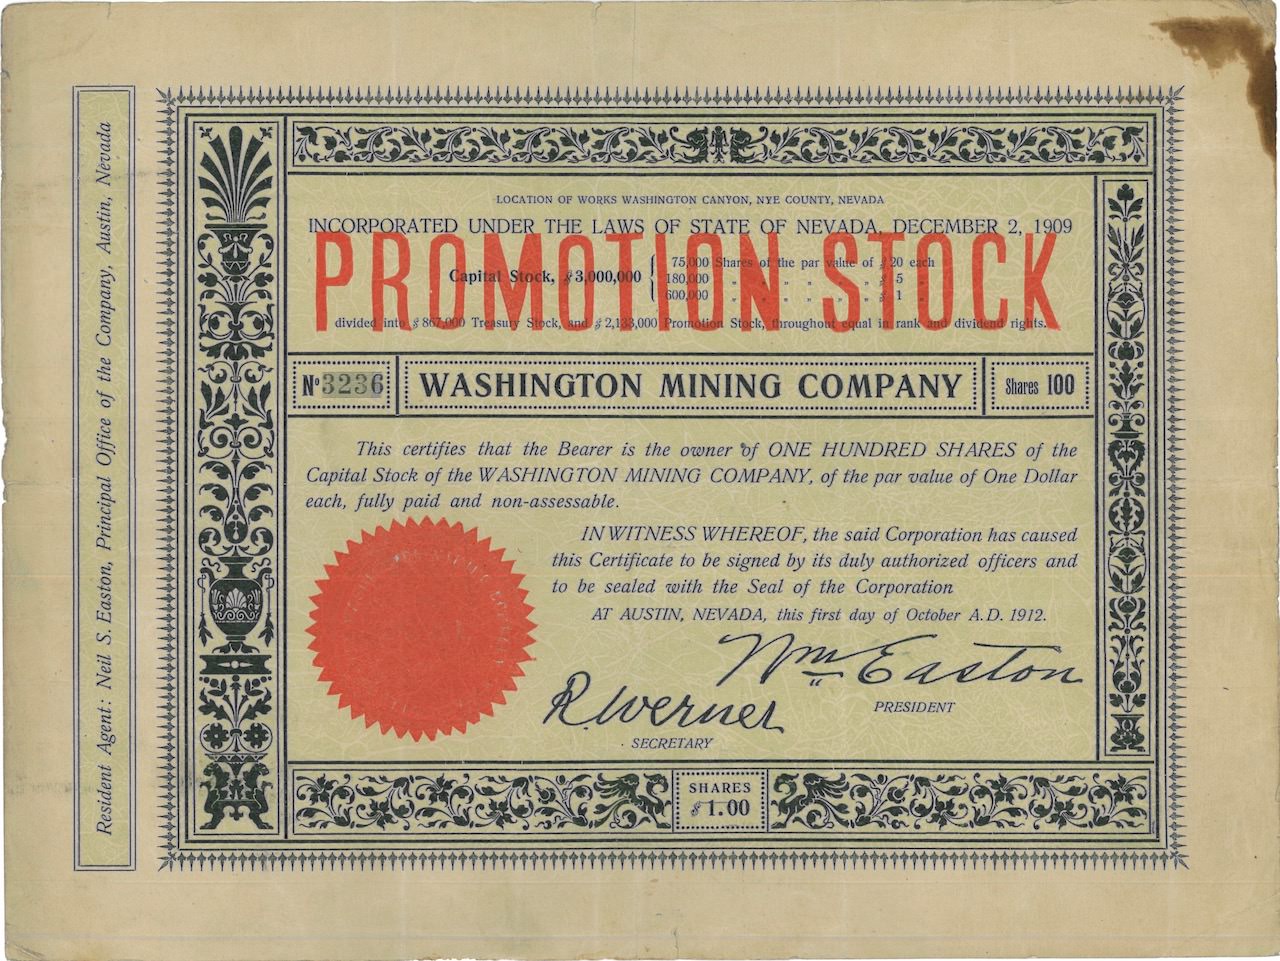 LOCATION OF WORKS WASHINGTON CANYON, NYE COUNTY, NEVADA
INCORPORATED UNDER THE LAWS OF STATE OF NEVADA, DECEMBER 2, 1909
PROMOTION STOCK
Capital Stock, $3,000,000 { 75,000 Shares of the par value of $20 each
180,000 " " " " " $ 5 "
600,000 " " " " " $ 1 "
divided into $867,000 Treasury Stock, and $2,133,000 Promotion Stock, throughout equal in rank and dividend rights.
No 3236
WASHINGTON MINING COMPANY
Shares 100
This certifies that the Bearer is the owner of ONE HUNDRED SHARES of the
Capital Stock of the WASHINGTON MINING COMPANY, of the par value of One Dollar
each, fully paid and non-assessable.
IN WITNESS WHEREOF, the said Corporation has caused
this Certificate to be signed by its duly authorized officers and
to be sealed with the Seal of the Corporation
AT AUSTIN, NEVADA, this first day of October A.D. 1912.
Wm Easton
PRESIDENT
R. Werner
SECRETARY
SHARES
$1.00
Resident Agent: Neil S. Easton, Principal Office of the Company, Austin, Nevada